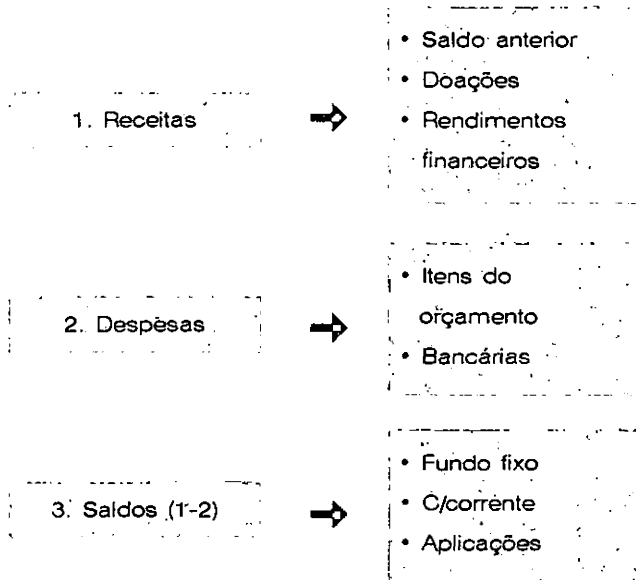 1. Receitas
• Saldo anterior
• Doações
• Rendimentos
financeiros
2. Despesas
• Itens do
orçamento
• Bancárias
3. Saldos (1-2)
• Fundo fixo
• C/corrente
• Aplicações